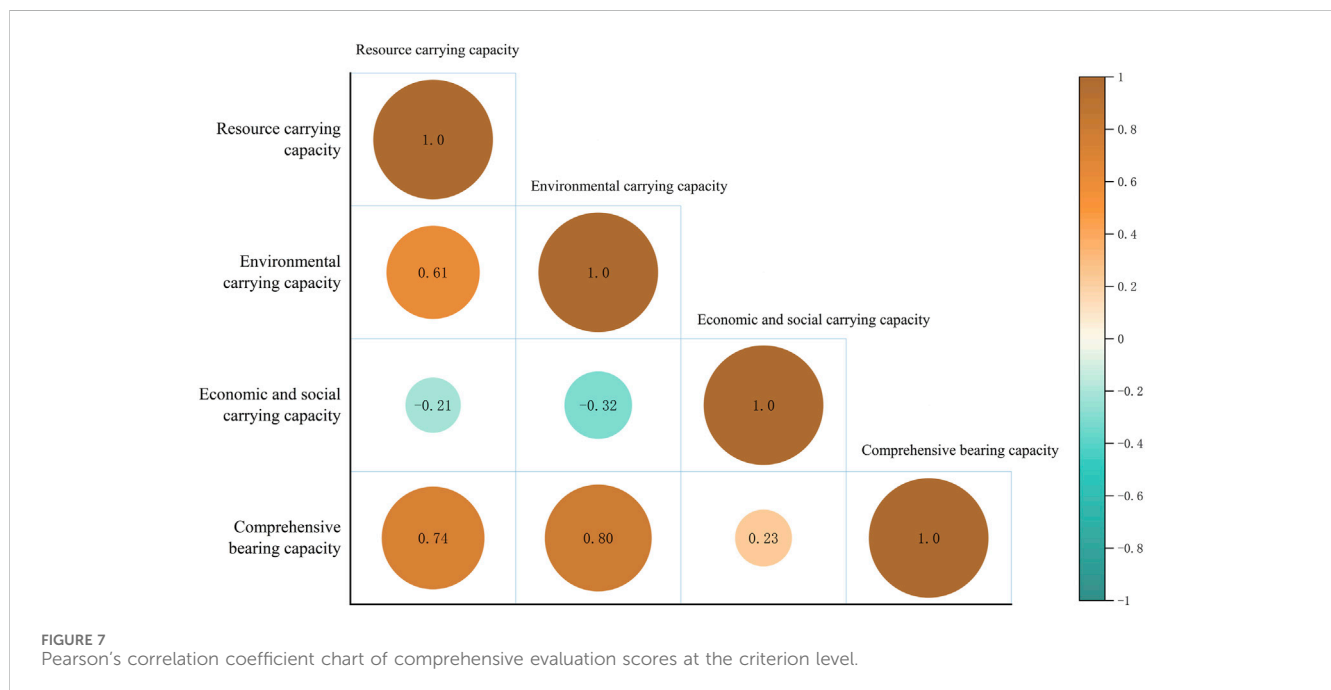 Resource carrying capacity
1
Resource carrying
capacity
1.0
0.8
0.6
Environmental carrying capacity
0.4
Environmental
carrying capacity
0.61
1.0
0.2
Economic and social carrying capacity
0
-0.2
Economic and social
carrying capacity
-0.21
-0.32
1.0
-0.4
Comprehensive bearing capacity
-0.6
Comprehensive
bearing capacity
0.74
0.80
0.23
1.0
-0.8
-1
FIGURE 7
Pearson's correlation coefficient chart of comprehensive evaluation scores at the criterion level.